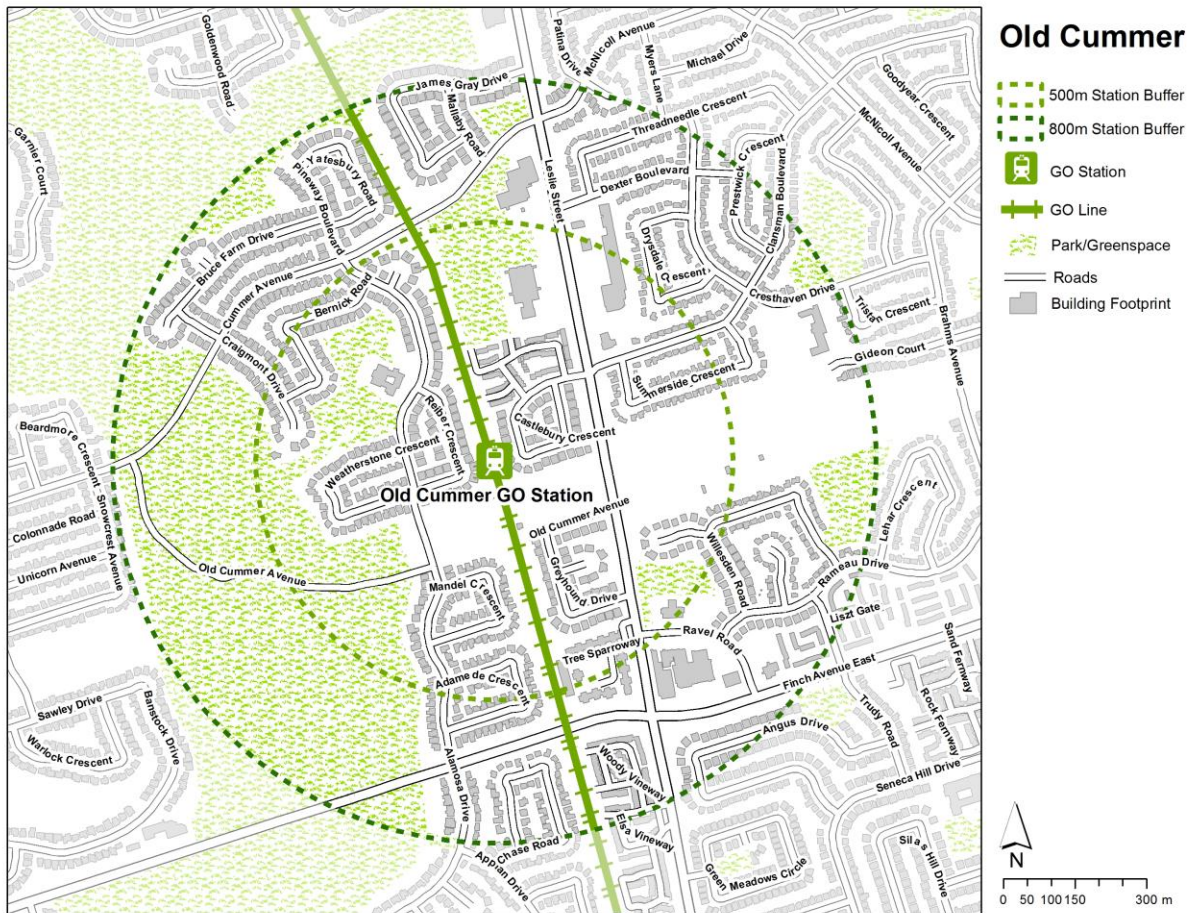 Old Cummer
500m Station Buffer
800m Station Buffer
GO Station
GO Line
Park/Greenspace
Roads
Building Footprint
N
0 50 100 150 300 m
Goldenwood Road
Patina Drive
McNicoll Avenue
Myers Lane
Michael Drive
Goodyear Crescent
McNicoll Avenue
James Gray Drive
Mallaby Road
Threadneedle Crescent
Garnier Court
Yatesbury Road
Pineway Boulevard
Leslie Street
Dexter Boulevard
Prestwick Crescent
Clansman Boulevard
Bruce Farm Drive
Drysdale Crescent
Cummer Avenue
Bernick Road
Cresthaven Drive
Tristan Crescent
Brahms Avenue
Craigmont Drive
Gideon Court
Summerside Crescent
Reiber Crescent
Castlebury Crescent
Beardmore Crescent
Snowcrest Avenue
Weatherstone Crescent
Old Cummer GO Station
Colonnade Road
Old Cummer Avenue
Lehar Crescent
Unicorn Avenue
Old Cummer Avenue
Willesden Road
Greyhound Drive
Rameau Drive
Mandel Crescent
Liszt Gate
Ravel Road
Tree Sparroway
Sand Fernway
Adamede Crescent
Finch Avenue East
Sawley Drive
Banstock Drive
Rock Fernway
Trudy Road
Angus Drive
Warlock Crescent
Woody Vineway
Seneca Hill Drive
Alamosa Drive
Elsa Vineway
Chase Road
Appian Drive
Silas Hill Drive
Green Meadows Circle